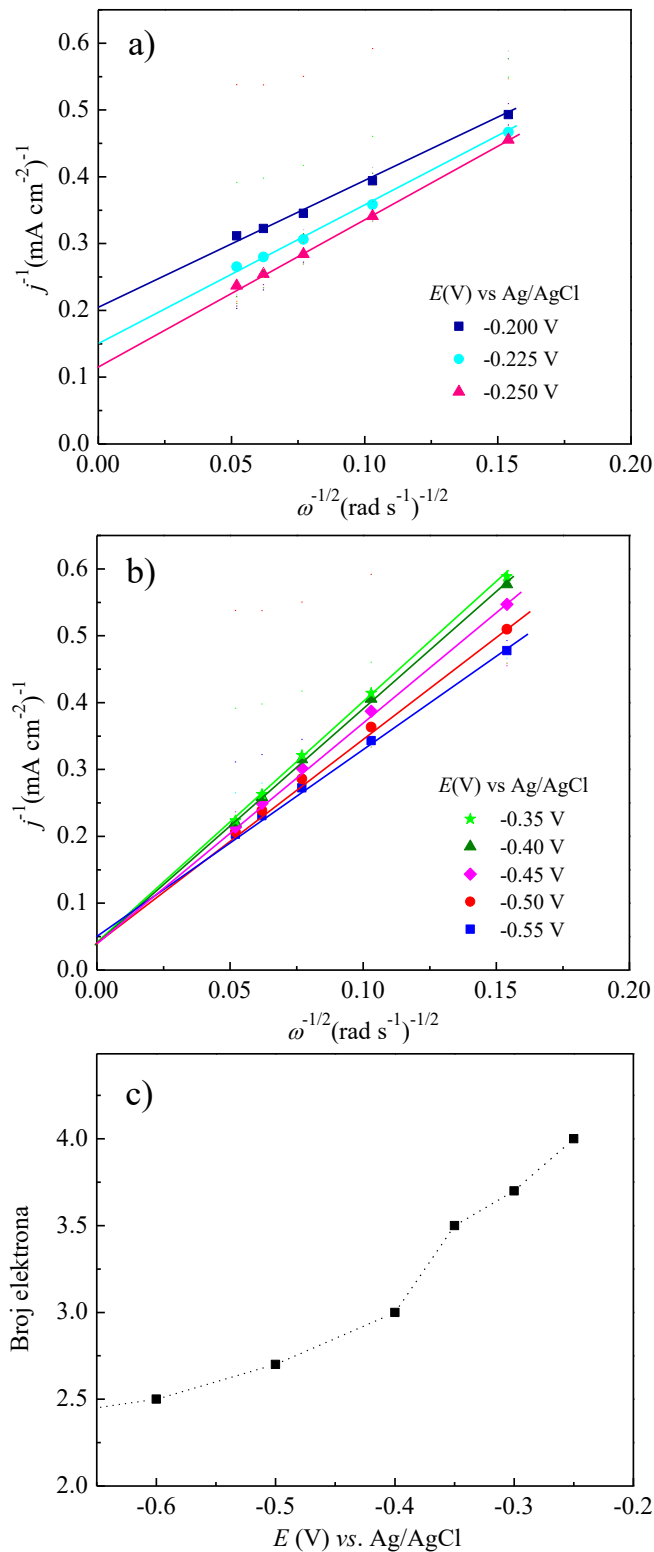 a)
0.6
0.5
0.4
0.3
0.2
0.1
0.0
j⁻¹(mA cm⁻²)⁻¹
E(V) vs Ag/AgCl
-0.200 V
-0.225 V
-0.250 V
0.00 0.05 0.10 0.15 0.20
ω⁻¹/²(rad s⁻¹)⁻¹/²
b)
0.6
0.5
0.4
0.3
0.2
0.1
0.0
j⁻¹(mA cm⁻²)⁻¹
E(V) vs Ag/AgCl
-0.35 V
-0.40 V
-0.45 V
-0.50 V
-0.55 V
0.00 0.05 0.10 0.15 0.20
ω⁻¹/²(rad s⁻¹)⁻¹/²
c)
4.0
3.5
3.0
2.5
2.0
Broj elektrona
-0.6 -0.5 -0.4 -0.3 -0.2
E (V) vs. Ag/AgCl